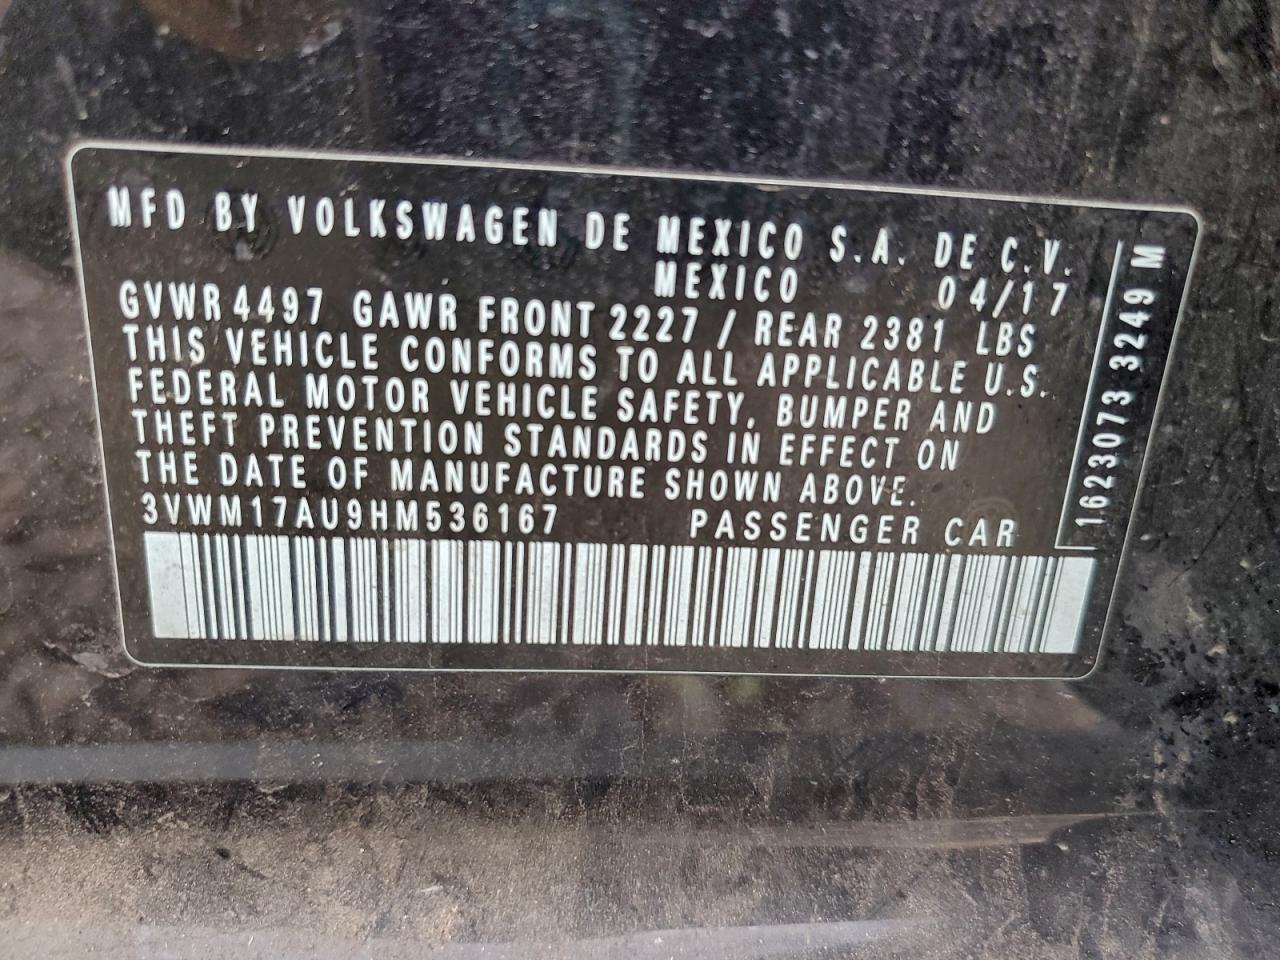 MFD BY VOLKSWAGEN DE MEXICO S.A. DE C.V.
MEXICO 04/17
GVWR 4497 GAWR FRONT 2227 / REAR 2381 LBS
THIS VEHICLE CONFORMS TO ALL APPLICABLE U.S.
FEDERAL MOTOR VEHICLE SAFETY, BUMPER AND
THEFT PREVENTION STANDARDS IN EFFECT ON
THE DATE OF MANUFACTURE SHOWN ABOVE.
3VWM17AU9HM536167 PASSENGER CAR
1623073 3249 M